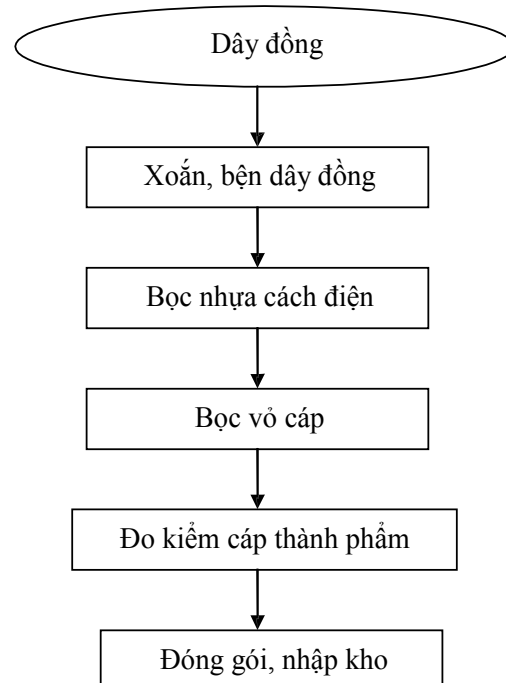 Dây đồng
Xoắn, bện dây đồng
Bọc nhựa cách điện
Bọc vỏ cáp
Đo kiểm cáp thành phẩm
Đóng gói, nhập kho